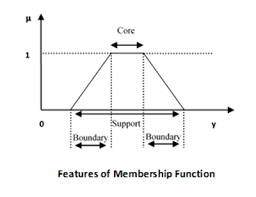 μ
Core
1
0
Support
y
Boundary
Boundary
Features of Membership Function